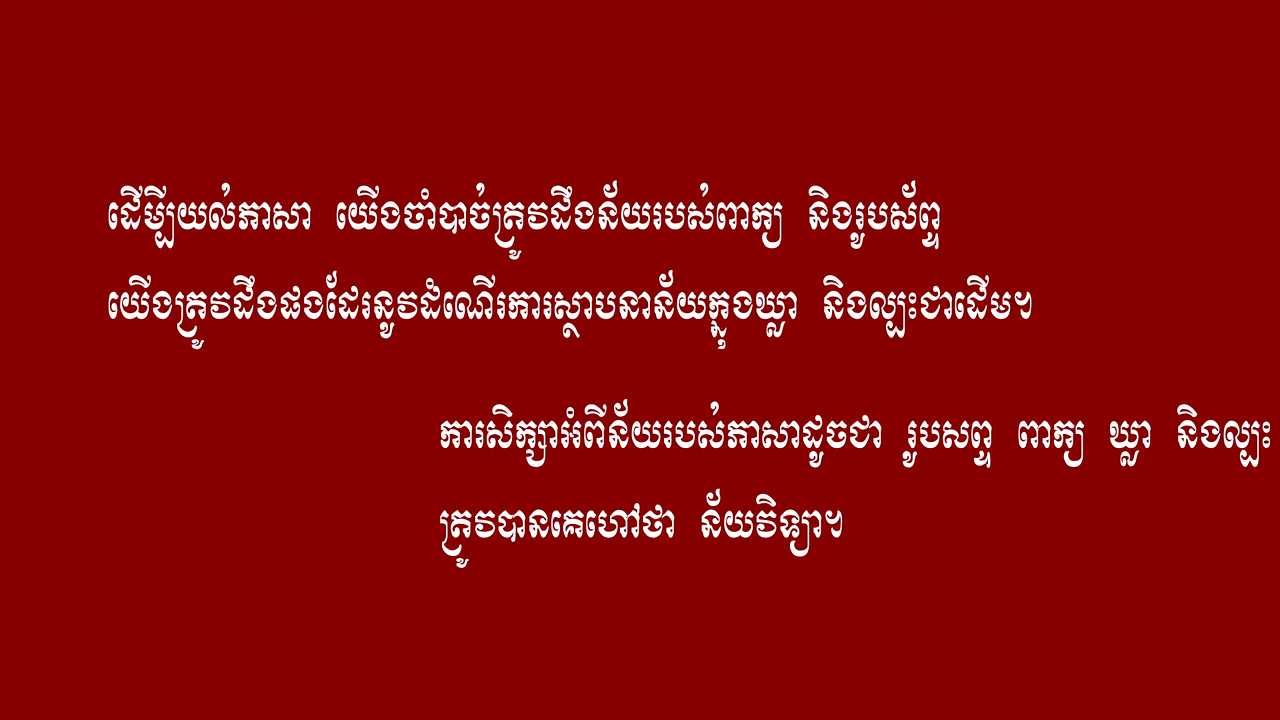 ដើម្បីយល់ភាសា យើងចាំបាច់ត្រូវដឹងន័យរបស់ពាក្យ និងរូបស័ព្ទ
យើងត្រូវដឹងផងដែរនូវដំណើរការស្ថាបនាន័យក្នុងឃ្លា និងល្បះជាដើម។
ការសិក្សាអំពីន័យរបស់ភាសាដូចជា រូបសព្ទ ពាក្យ ឃ្លា និងល្បះ
ត្រូវបានគេហៅថា ន័យវិទ្យា។